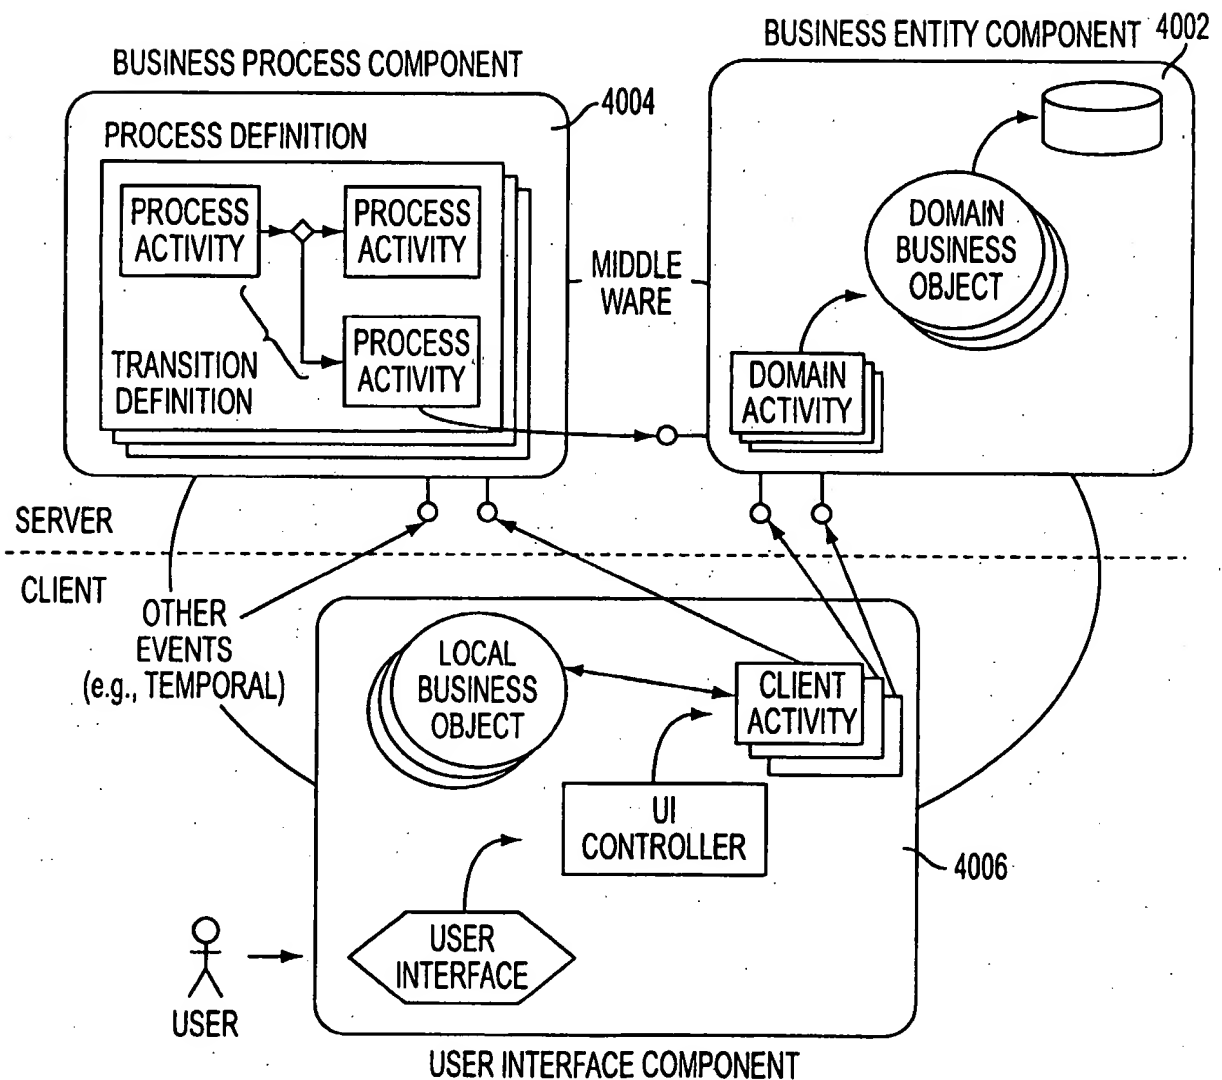 BUSINESS PROCESS COMPONENT
4004
PROCESS DEFINITION
PROCESS
ACTIVITY
PROCESS
ACTIVITY
PROCESS
ACTIVITY
TRANSITION
DEFINITION
MIDDLE
WARE
BUSINESS ENTITY COMPONENT
4002
DOMAIN
BUSINESS
OBJECT
DOMAIN
ACTIVITY
SERVER
CLIENT
OTHER
EVENTS
(e.g., TEMPORAL)
LOCAL
BUSINESS
OBJECT
CLIENT
ACTIVITY
UI
CONTROLLER
4006
USER
INTERFACE
USER
USER INTERFACE COMPONENT